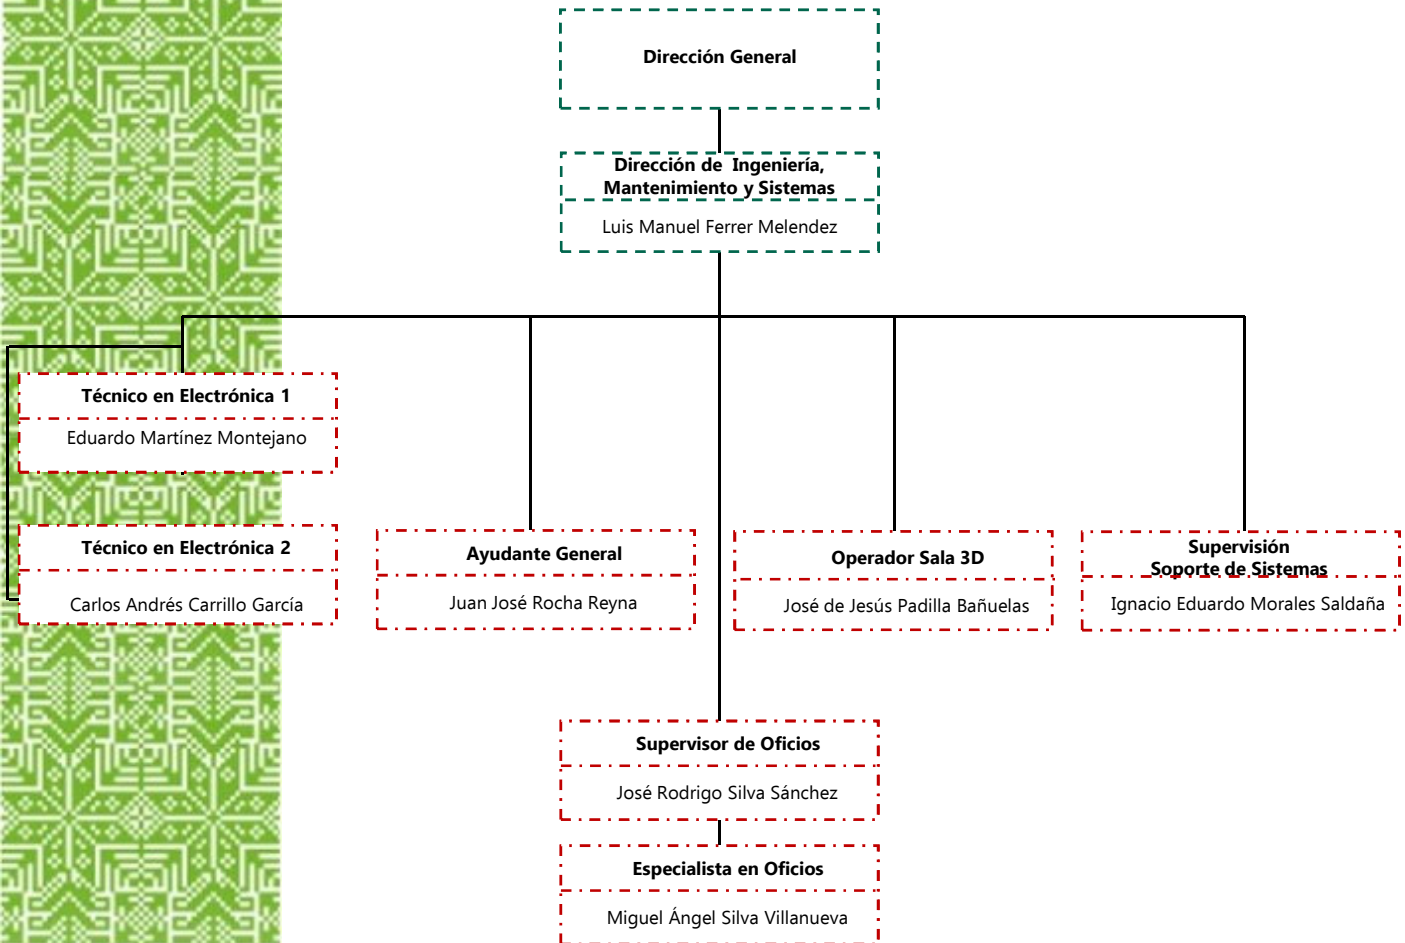 Dirección General
Dirección de Ingeniería,
Mantenimiento y Sistemas
Luis Manuel Ferrer Melendez
Técnico en Electrónica 1
Eduardo Martínez Montejano
Técnico en Electrónica 2
Carlos Andrés Carrillo García
Ayudante General
Juan José Rocha Reyna
Operador Sala 3D
José de Jesús Padilla Bañuelas
Supervisión
Soporte de Sistemas
Ignacio Eduardo Morales Saldaña
Supervisor de Oficios
José Rodrigo Silva Sánchez
Especialista en Oficios
Miguel Ángel Silva Villanueva